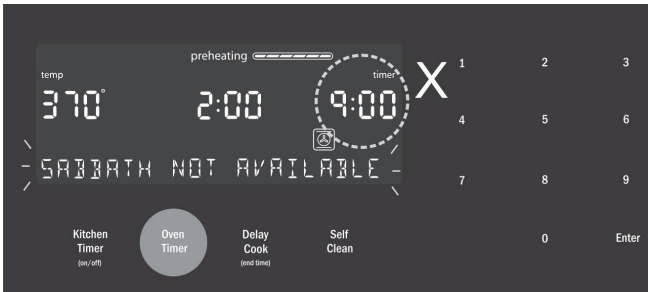 preheating
temp
timer
370°
2:00
9:00
X
SABBATH NOT AVAILABLE
1 2 3
4 5 6
7 8 9
0 Enter
Kitchen
Timer
(on/off)
Oven
Timer
Delay
Cook
(end time)
Self
Clean